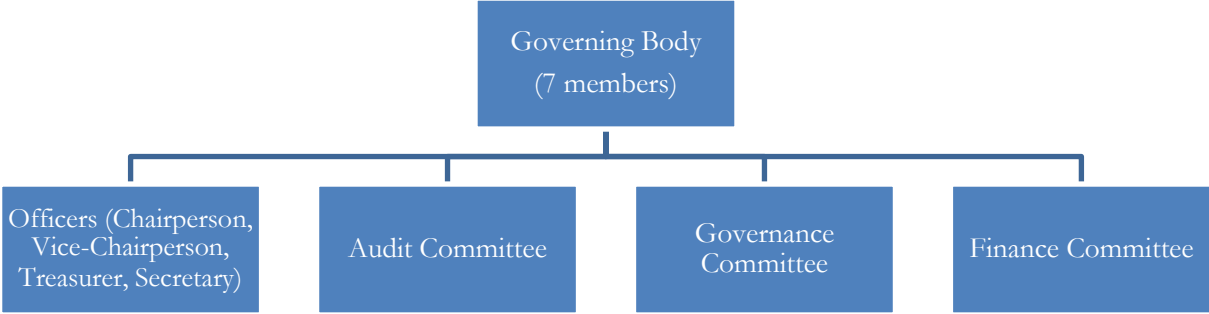 Governing Body
(7 members)
Officers (Chairperson,
Vice-Chairperson,
Treasurer, Secretary)
Audit Committee
Governance
Committee
Finance Committee